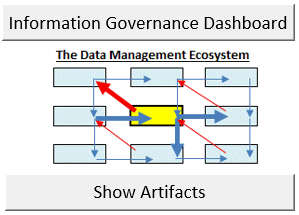 Information Governance Dashboard
The Data Management Ecosystem
Show Artifacts